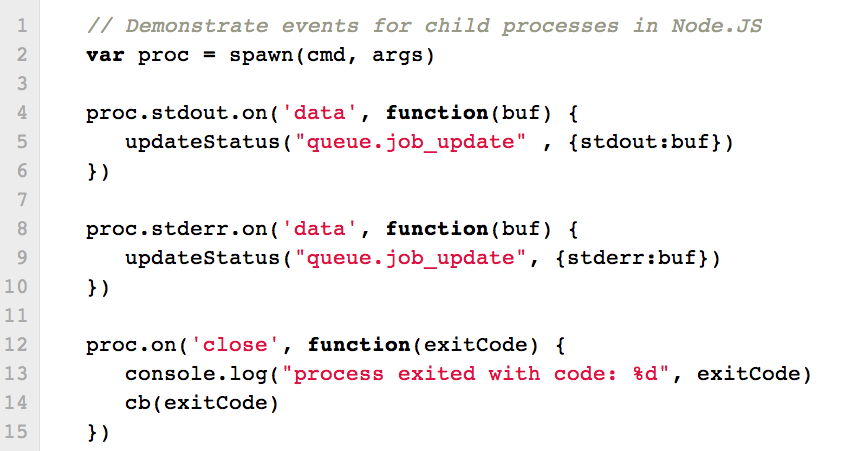 1 // Demonstrate events for child processes in Node.JS
2 var proc = spawn(cmd, args)
3
4 proc.stdout.on('data', function(buf) {
5 updateStatus("queue.job_update" , {stdout:buf})
6 })
7
8 proc.stderr.on('data', function(buf) {
9 updateStatus("queue.job_update", {stderr:buf})
10 })
11
12 proc.on('close', function(exitCode) {
13 console.log("process exited with code: %d", exitCode)
14 cb(exitCode)
15 })